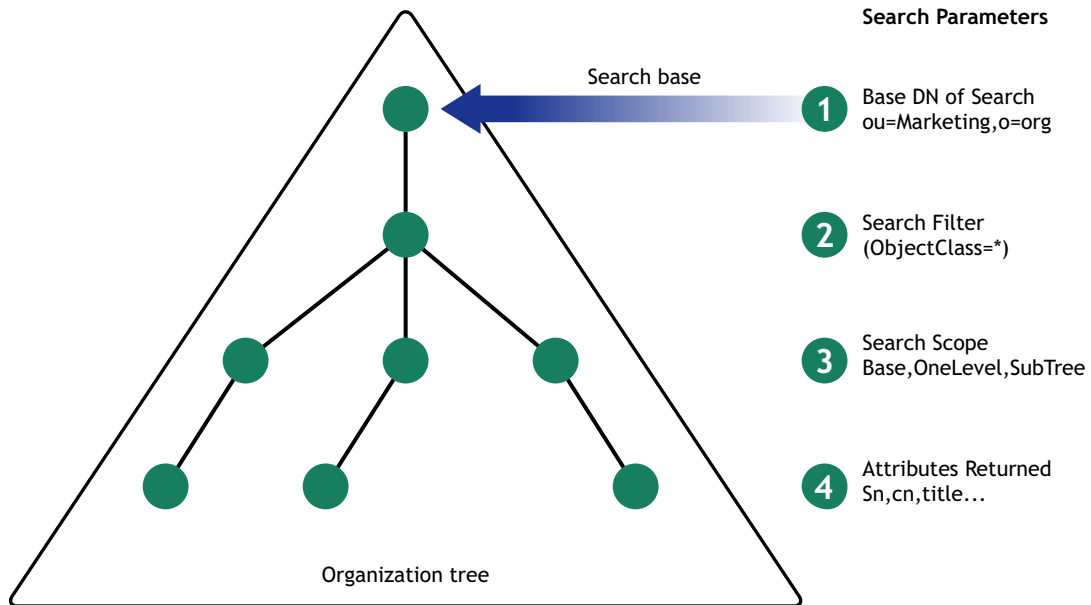 Search Parameters
Search base
1
Base DN of Search
ou=Marketing,o=org
2
Search Filter
(ObjectClass=*)
3
Search Scope
Base,OneLevel,SubTree
4
Attributes Returned
Sn,cn,title...
Organization tree